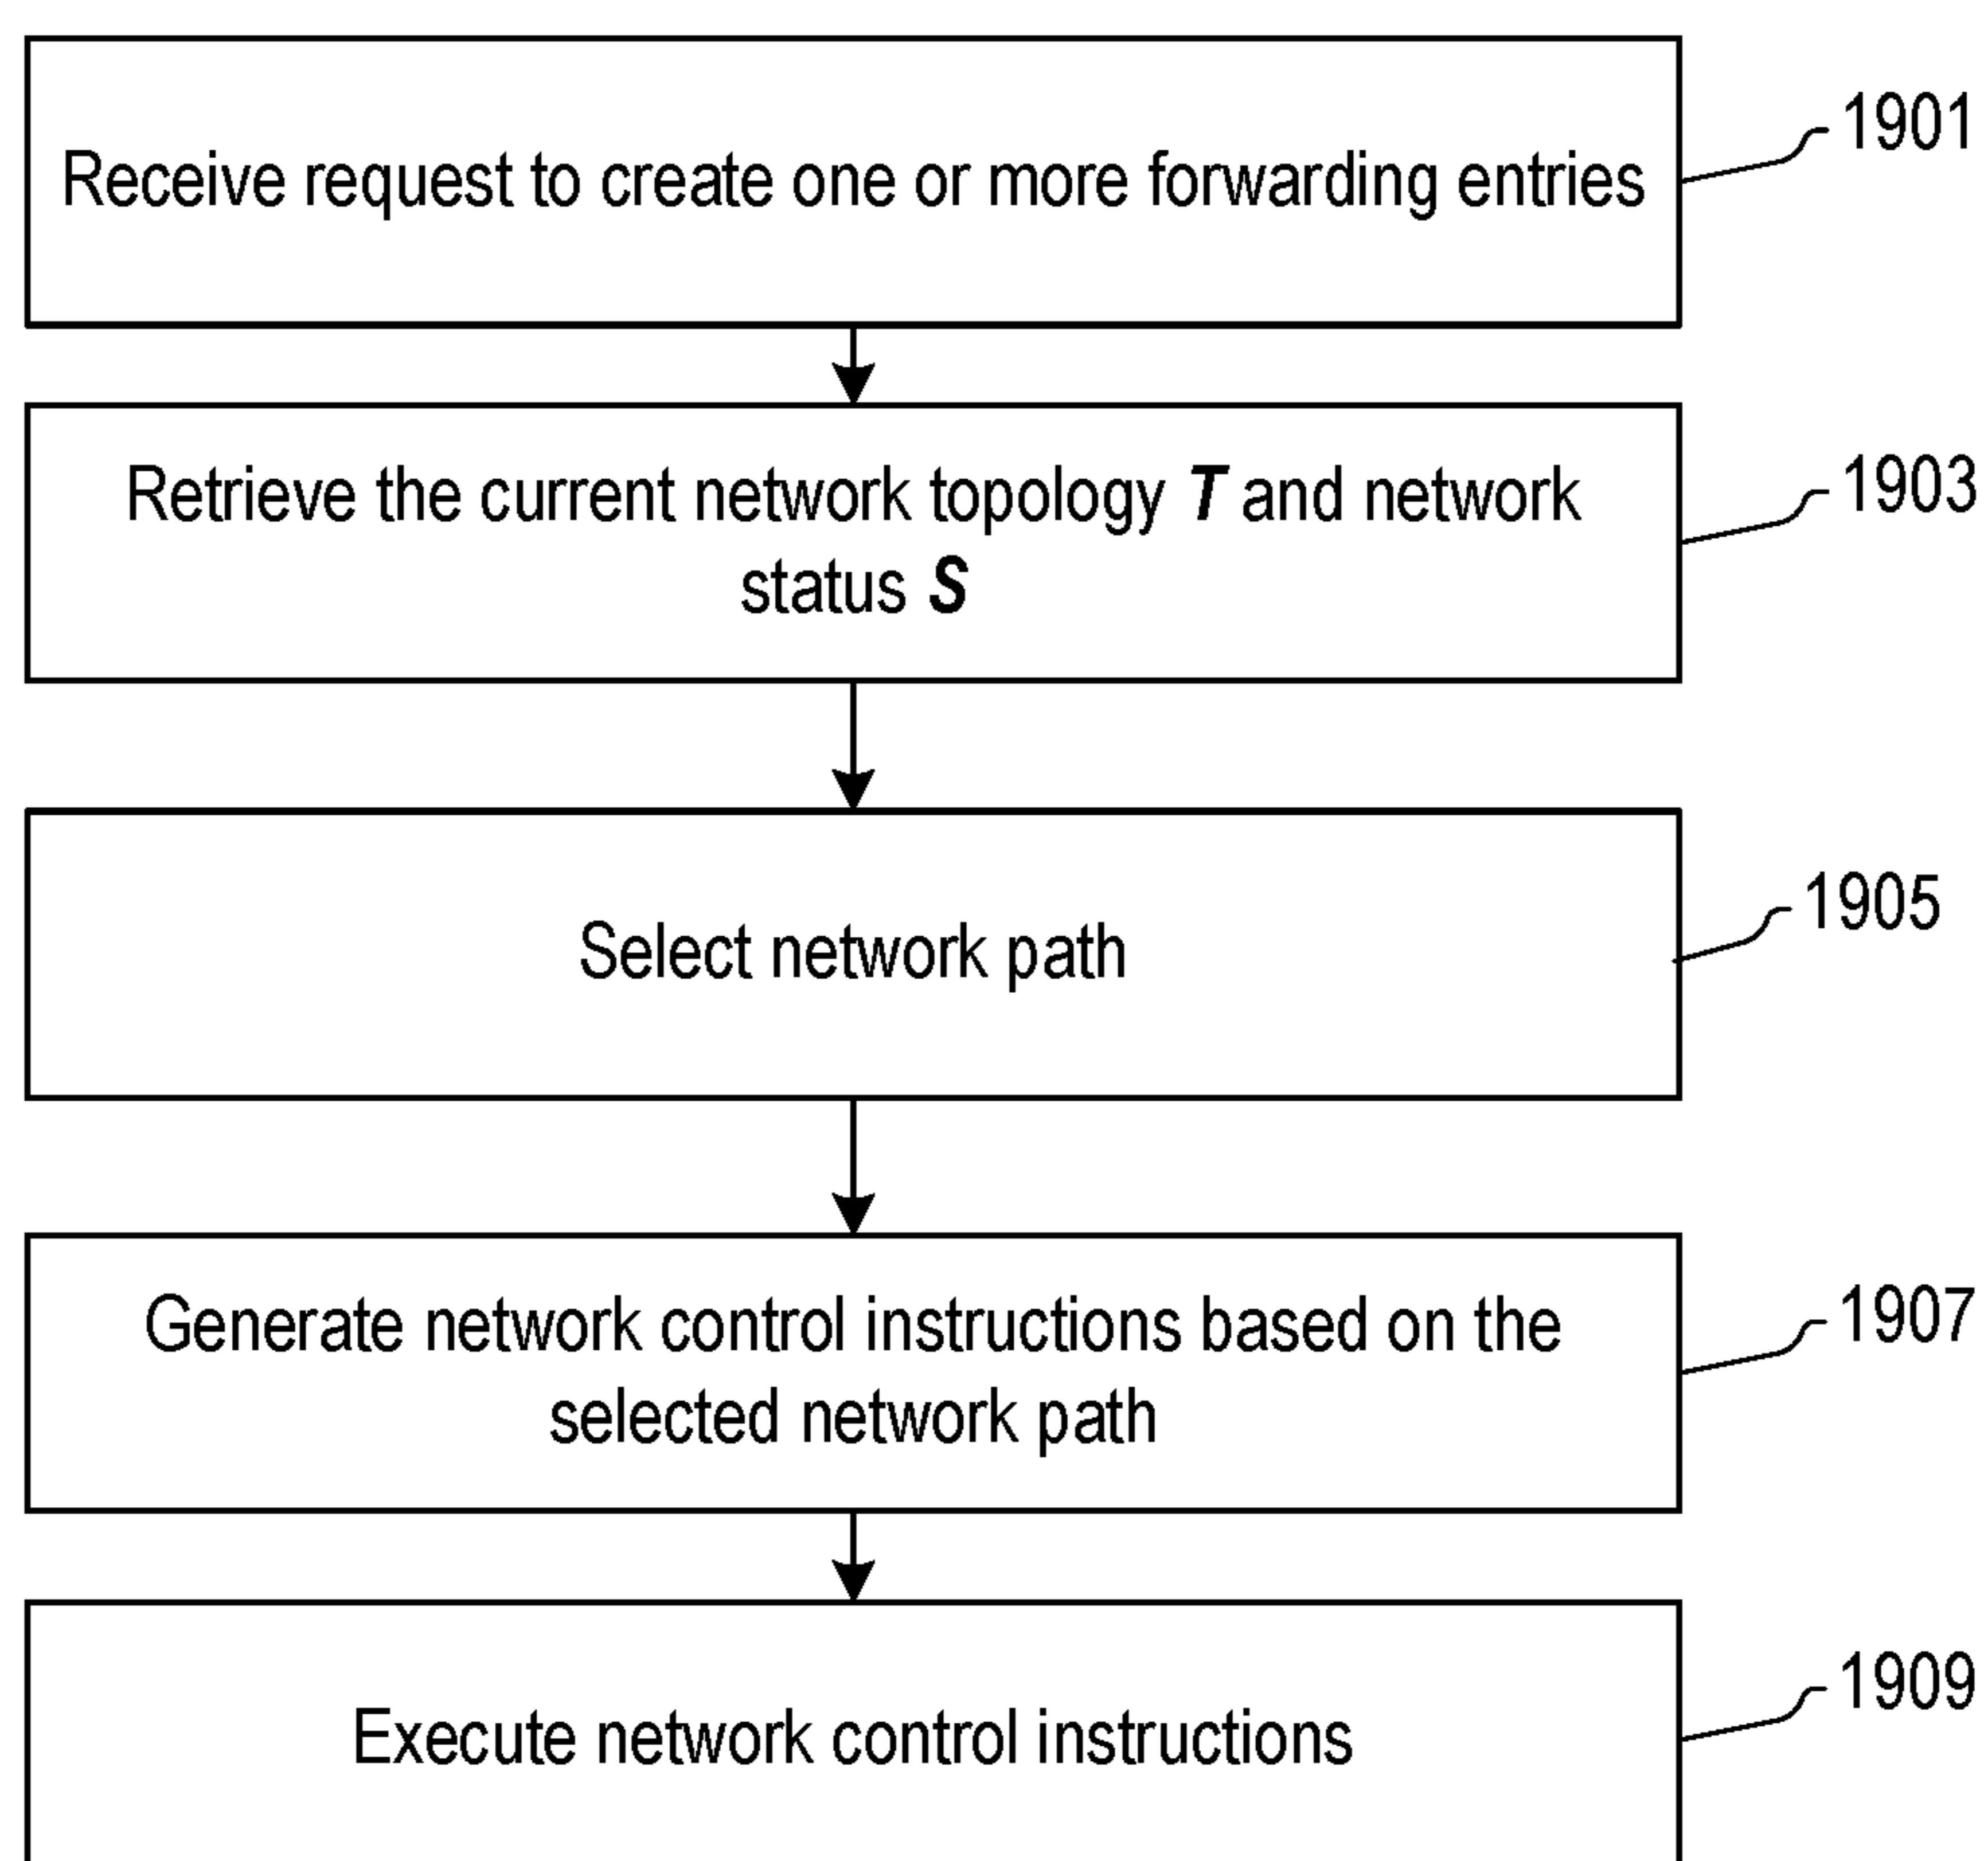 Receive request to create one or more forwarding entries
1901
Retrieve the current network topology T and network
status S
1903
Select network path
1905
Generate network control instructions based on the
selected network path
1907
Execute network control instructions
1909